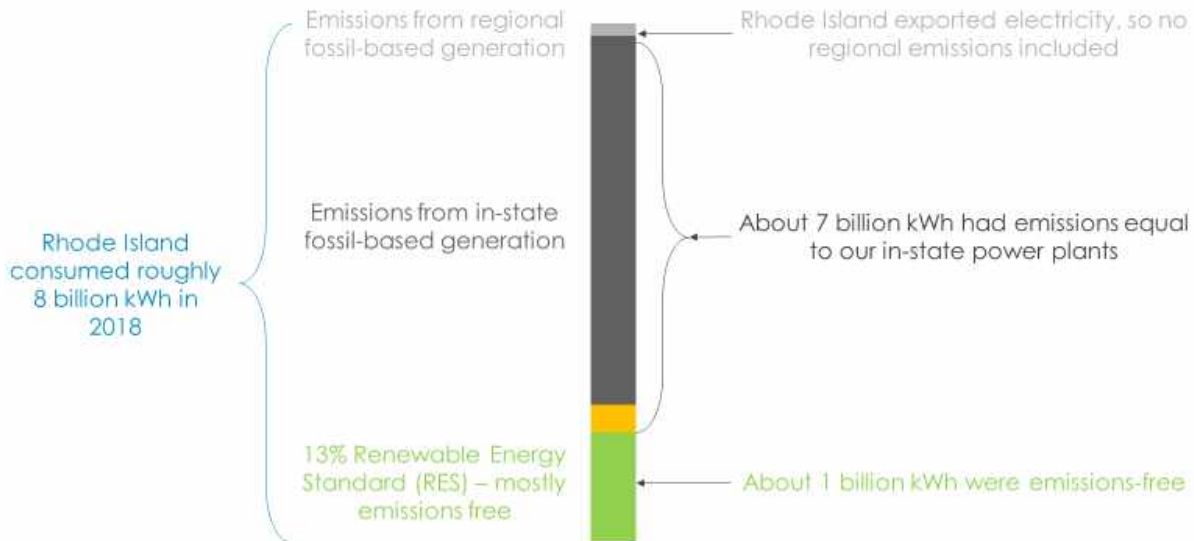 Emissions from regional
fossil-based generation
Rhode Island exported electricity, so no
regional emissions included
Emissions from in-state
fossil-based generation
About 7 billion kWh had emissions equal
to our in-state power plants
Rhode Island
consumed roughly
8 billion kWh in
2018
13% Renewable Energy
Standard (RES) – mostly
emissions free
About 1 billion kWh were emissions-free